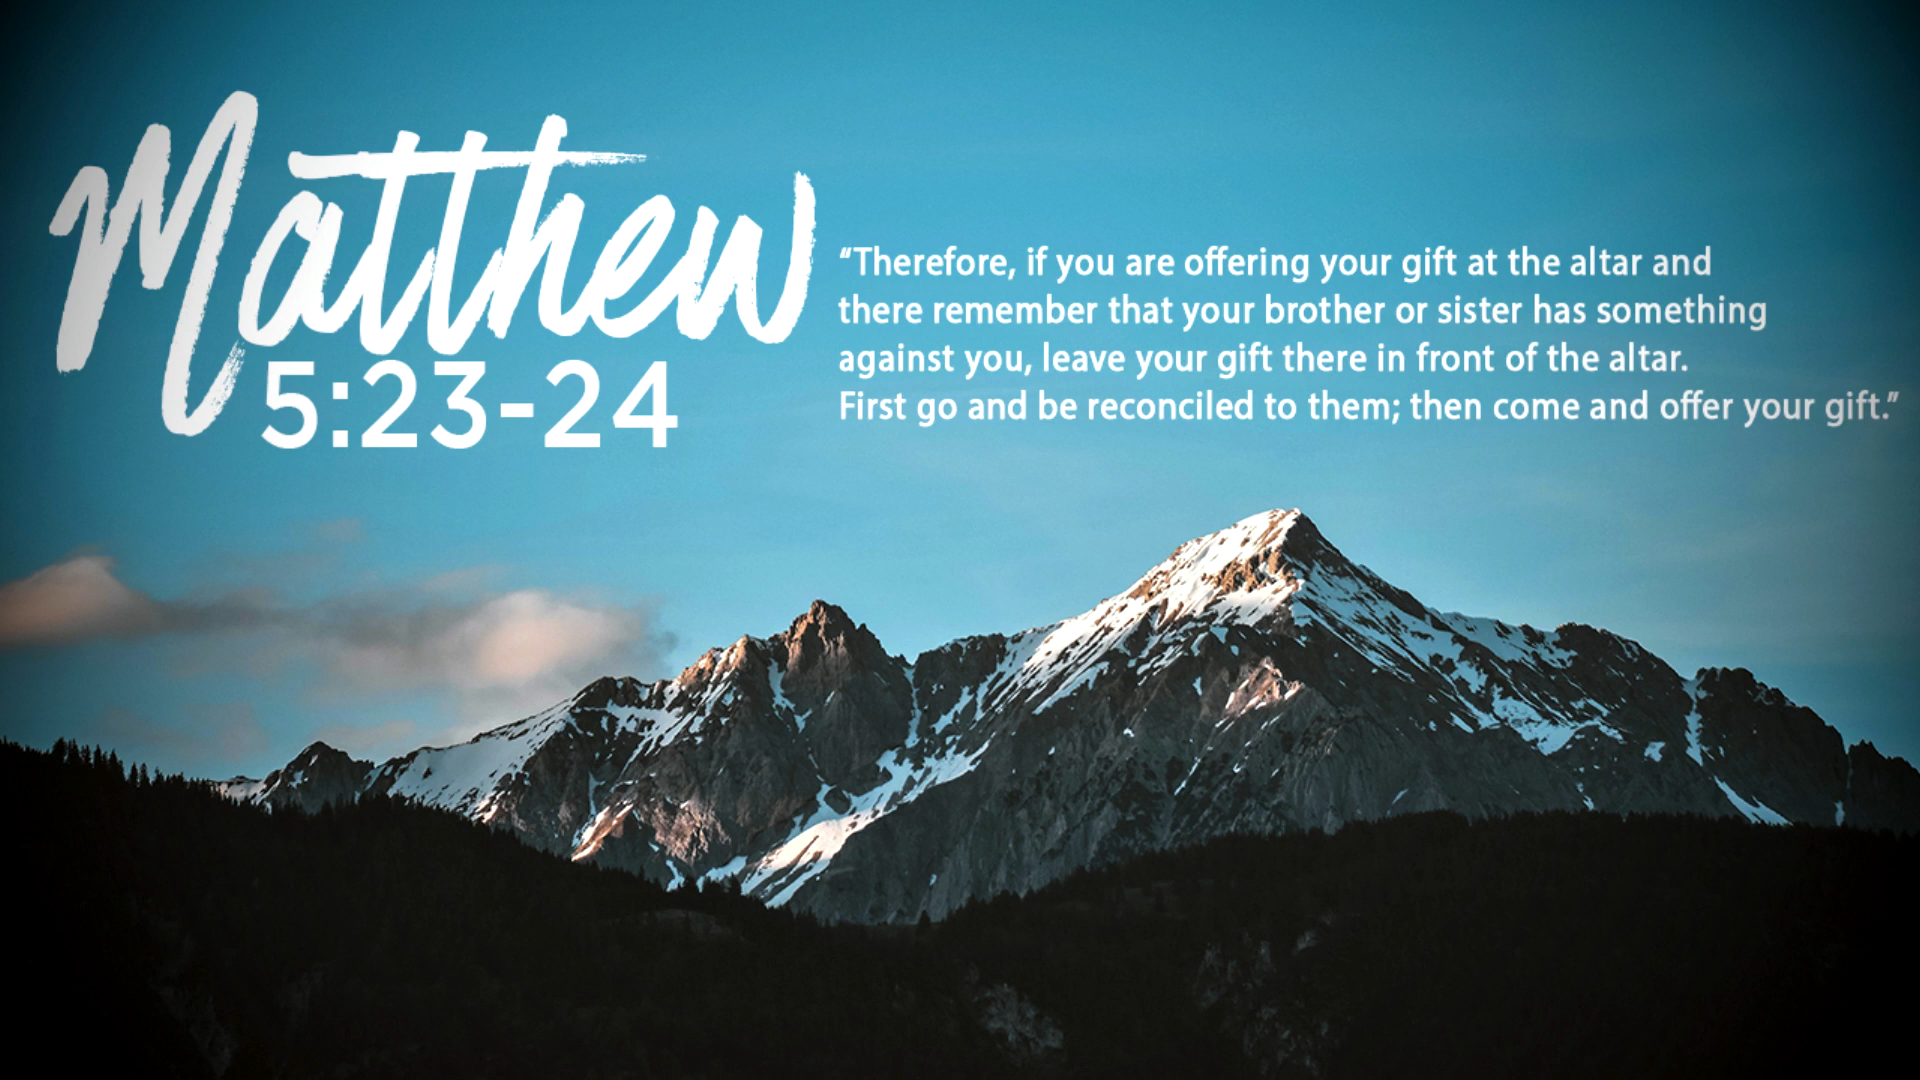 Matthew
5:23-24
“Therefore, if you are offering your gift at the altar and
there remember that your brother or sister has something
against you, leave your gift there in front of the altar.
First go and be reconciled to them; then come and offer your gift.”